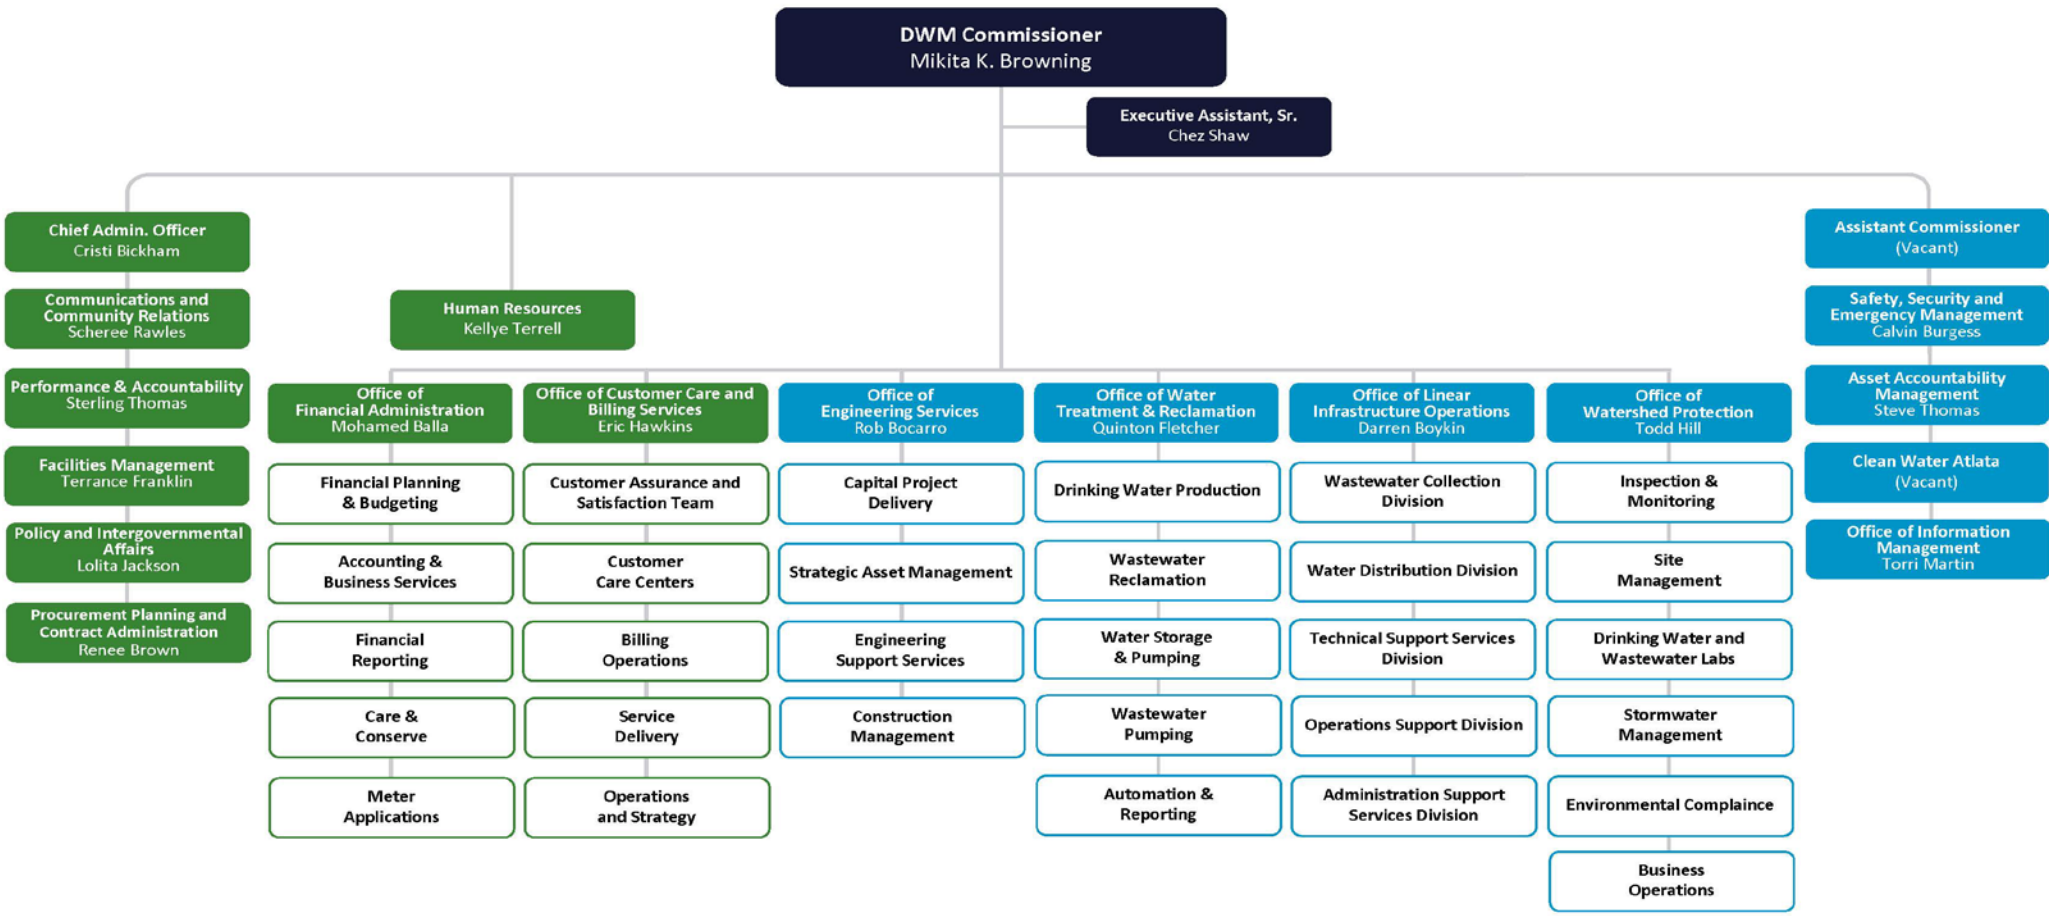 DWM Commissioner
Mikita K. Browning
Executive Assistant, Sr.
Chez Shaw
Chief Admin. Officer
Cristi Bickham
Communications and
Community Relations
Scheree Rawles
Performance & Accountability
Sterling Thomas
Facilities Management
Terrance Franklin
Policy and Intergovernmental
Affairs
Lolita Jackson
Procurement Planning and
Contract Administration
Renee Brown
Human Resources
Kellye Terrell
Office of
Financial Administration
Mohamed Balla
Financial Planning
& Budgeting
Accounting &
Business Services
Financial
Reporting
Care &
Conserve
Meter
Applications
Office of Customer Care and
Billing Services
Eric Hawkins
Customer Assurance and
Satisfaction Team
Customer
Care Centers
Billing
Operations
Service
Delivery
Operations
and Strategy
Office of
Engineering Services
Rob Bocarro
Capital Project
Delivery
Strategic Asset Management
Engineering
Support Services
Construction
Management
Office of Water
Treatment & Reclamation
Quinton Fletcher
Drinking Water Production
Wastewater
Reclamation
Water Storage
& Pumping
Wastewater
Pumping
Automation &
Reporting
Office of Linear
Infrastructure Operations
Darren Boykin
Wastewater Collection
Division
Water Distribution Division
Technical Support Services
Division
Operations Support Division
Administration Support
Services Division
Office of
Watershed Protection
Todd Hill
Inspection &
Monitoring
Site
Management
Drinking Water and
Wastewater Labs
Stormwater
Management
Environmental Complaince
Business
Operations
Assistant Commissioner
(Vacant)
Safety, Security and
Emergency Management
Calvin Burgess
Asset Accountability
Management
Steve Thomas
Clean Water Atlata
(Vacant)
Office of Information
Management
Torri Martin